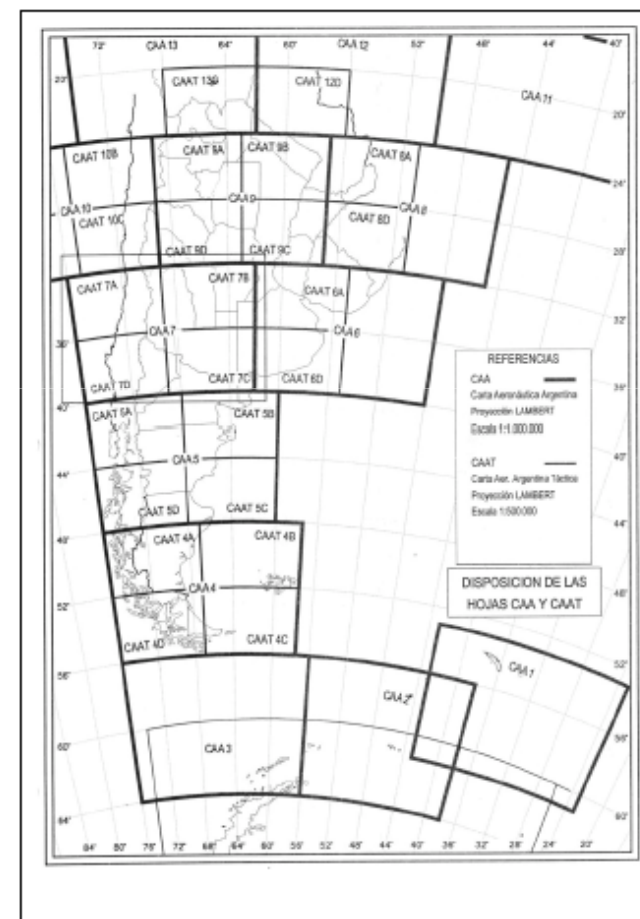 72'
CAA 13
64'
60'
CAA 12
52'
48'
44'
20'
CAAT 13D
CAAT 12D
CAA 11
20'
CAAT 10B
CAAT 9A
CAAT 9B
CAAT 8A
24'
CAA 10
CAA 9
CAA 8
CAAT 10C
CAAT 8D
28'
CAAT 9D
CAAT 9C
CAAT 7A
CAAT 7B
CAAT 6A
32'
CAA 7
CAA 6
36'
36'
CAAT 7D
CAAT 7C
CAAT 6D
40'
CAAT 5A
CAAT 5B
40'
CAA 5
44'
44'
CAAT 5D
CAAT 5C
48'
CAAT 4A
CAAT 4B
48'
CAA 4
52'
CAAT 4D
CAAT 4C
52'
REFERENCIAS
CAA
Carta Aeronáutica Argentina
Proyección LAMBERT
Escala 1:1.000.000
CAAT
Carta Aer. Argentina Táctica
Proyección LAMBERT
Escala 1:500.000
DISPOSICION DE LAS
HOJAS CAA Y CAAT
56'
CAA 1
CAA 2
60'
CAA 3
56'
64'
60'
84'
80'
76'
72'
68'
64'
60'
56'
52'
48'
44'
40'
36'
32'
28'
24'
20'